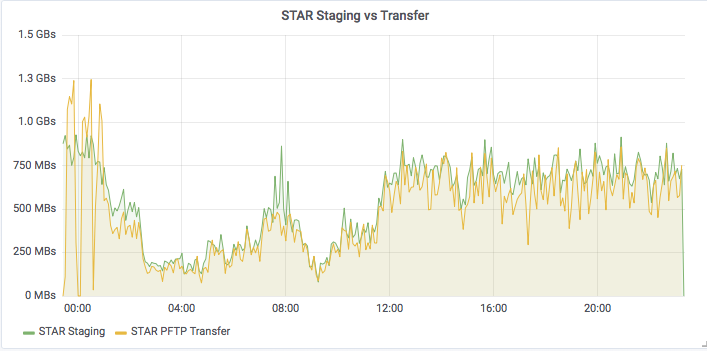 STAR Staging vs Transfer
1.5 GBs
1.3 GBs
1.0 GBs
750 MBs
500 MBs
250 MBs
0 MBs
00:00 04:00 08:00 12:00 16:00 20:00
STAR Staging STAR PFTP Transfer